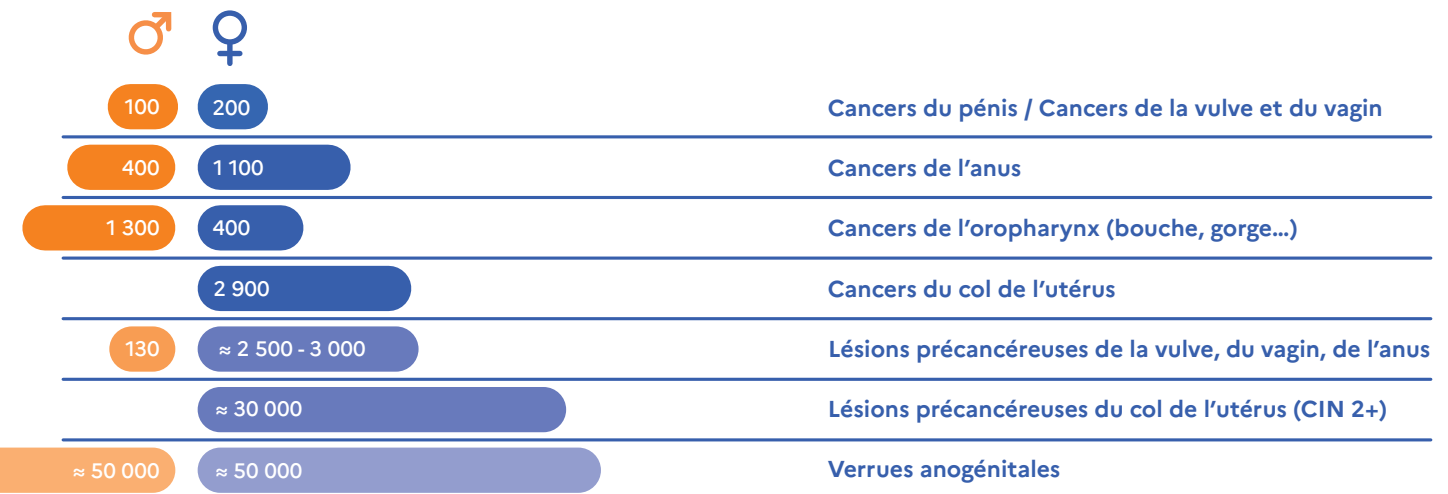 100 200 Cancers du pénis / Cancers de la vulve et du vagin
400 1 100 Cancers de l’anus
1 300 400 Cancers de l’oropharynx (bouche, gorge...)
2 900 Cancers du col de l’utérus
130 ≈ 2 500 - 3 000 Lésions précancéreuses de la vulve, du vagin, de l’anus
≈ 30 000 Lésions précancéreuses du col de l’utérus (CIN 2+)
≈ 50 000 ≈ 50 000 Verrues anogénitales